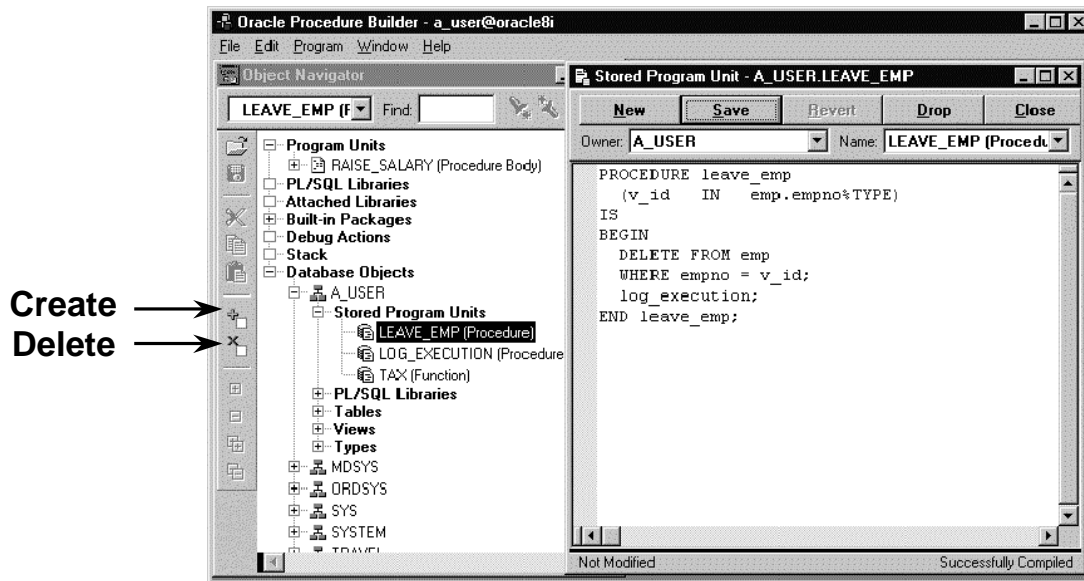 Oracle Procedure Builder - a_user@oracle8i
File Edit Program Window Help
Object Navigator
LEAVE_EMP (F Find:
Program Units
RAISE_SALARY (Procedure Body)
PL/SQL Libraries
Attached Libraries
Built-in Packages
Debug Actions
Stack
Database Objects
A_USER
Stored Program Units
LEAVE_EMP (Procedure)
LOG_EXECUTION (Procedure
TAX (Function)
PL/SQL Libraries
Tables
Views
Types
MDSYS
ORDSYS
SYS
SYSTEM
TRAVEL
Create
Delete
Stored Program Unit - A_USER.LEAVE_EMP
New Save Revert Drop Close
Owner: A_USER Name: LEAVE_EMP (Procedu
PROCEDURE leave_emp
(v_id IN emp.empno%TYPE)
IS
BEGIN
DELETE FROM emp
WHERE empno = v_id;
log_execution;
END leave_emp;
Not Modified Successfully Compiled